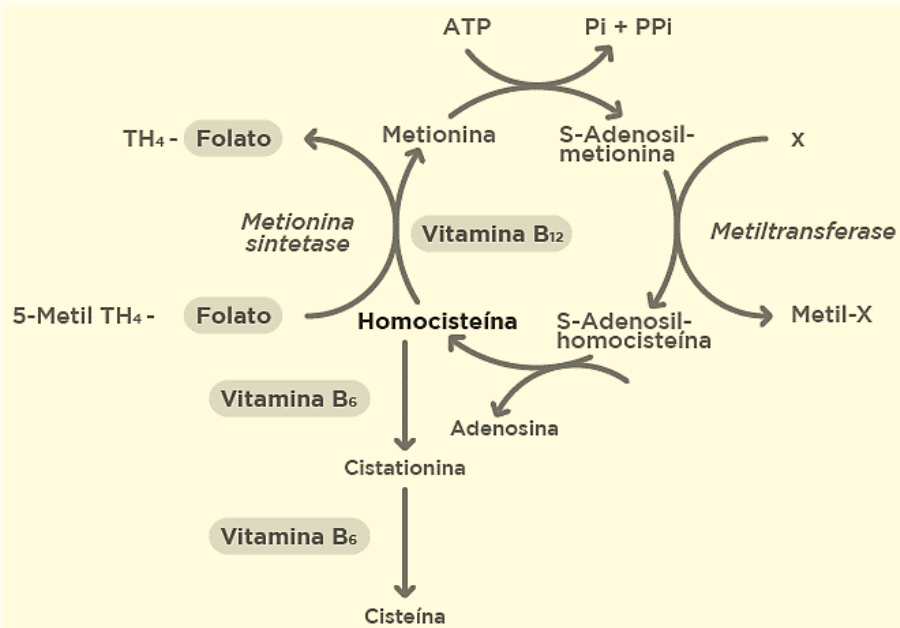 ATP
Pi + PPi
TH₄ - Folato
Metionina
S-Adenosil-
metionina
X
Metionina
sintetase
Vitamina B₁₂
Metiltransferase
5-Metil TH₄ - Folato
Homocisteína
S-Adenosil-
homocisteína
Metil-X
Vitamina B₆
Adenosina
Cistationina
Vitamina B₆
Cisteína